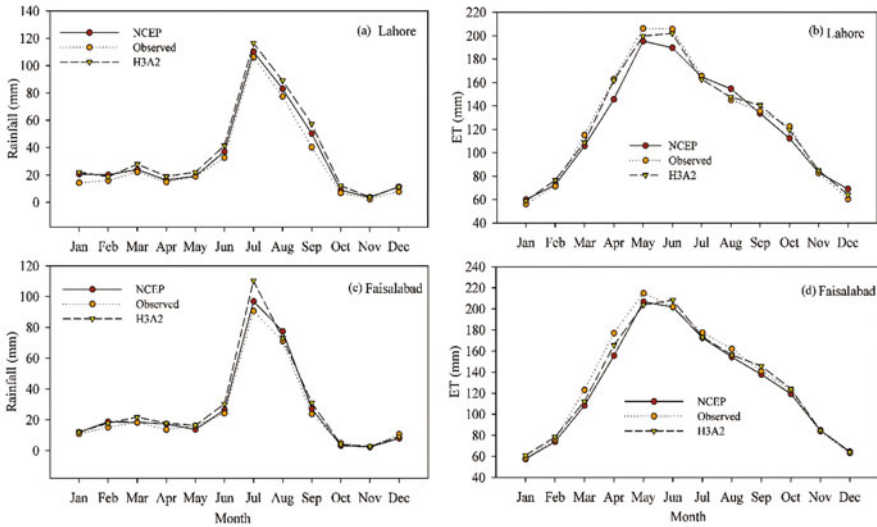 (a) Lahore
NCEP
Observed
H3A2
Rainfall (mm)
140
120
100
80
60
40
20
0
Jan Feb Mar Apr May Jun Jul Aug Sep Oct Nov Dec
(b) Lahore
NCEP
Observed
H3A2
ET (mm)
220
200
180
160
140
120
100
80
60
40
Jan Feb Mar Apr May Jun Jul Aug Sep Oct Nov Dec
(c) Faisalabad
NCEP
Observed
H3A2
Rainfall (mm)
120
100
80
60
40
20
0
Jan Feb Mar Apr May Jun Jul Aug Sep Oct Nov Dec
Month
(d) Faisalabad
NCEP
Observed
H3A2
ET (mm)
240
220
200
180
160
140
120
100
80
60
40
Jan Feb Mar Apr May Jun Jul Aug Sep Oct Nov Dec
Month